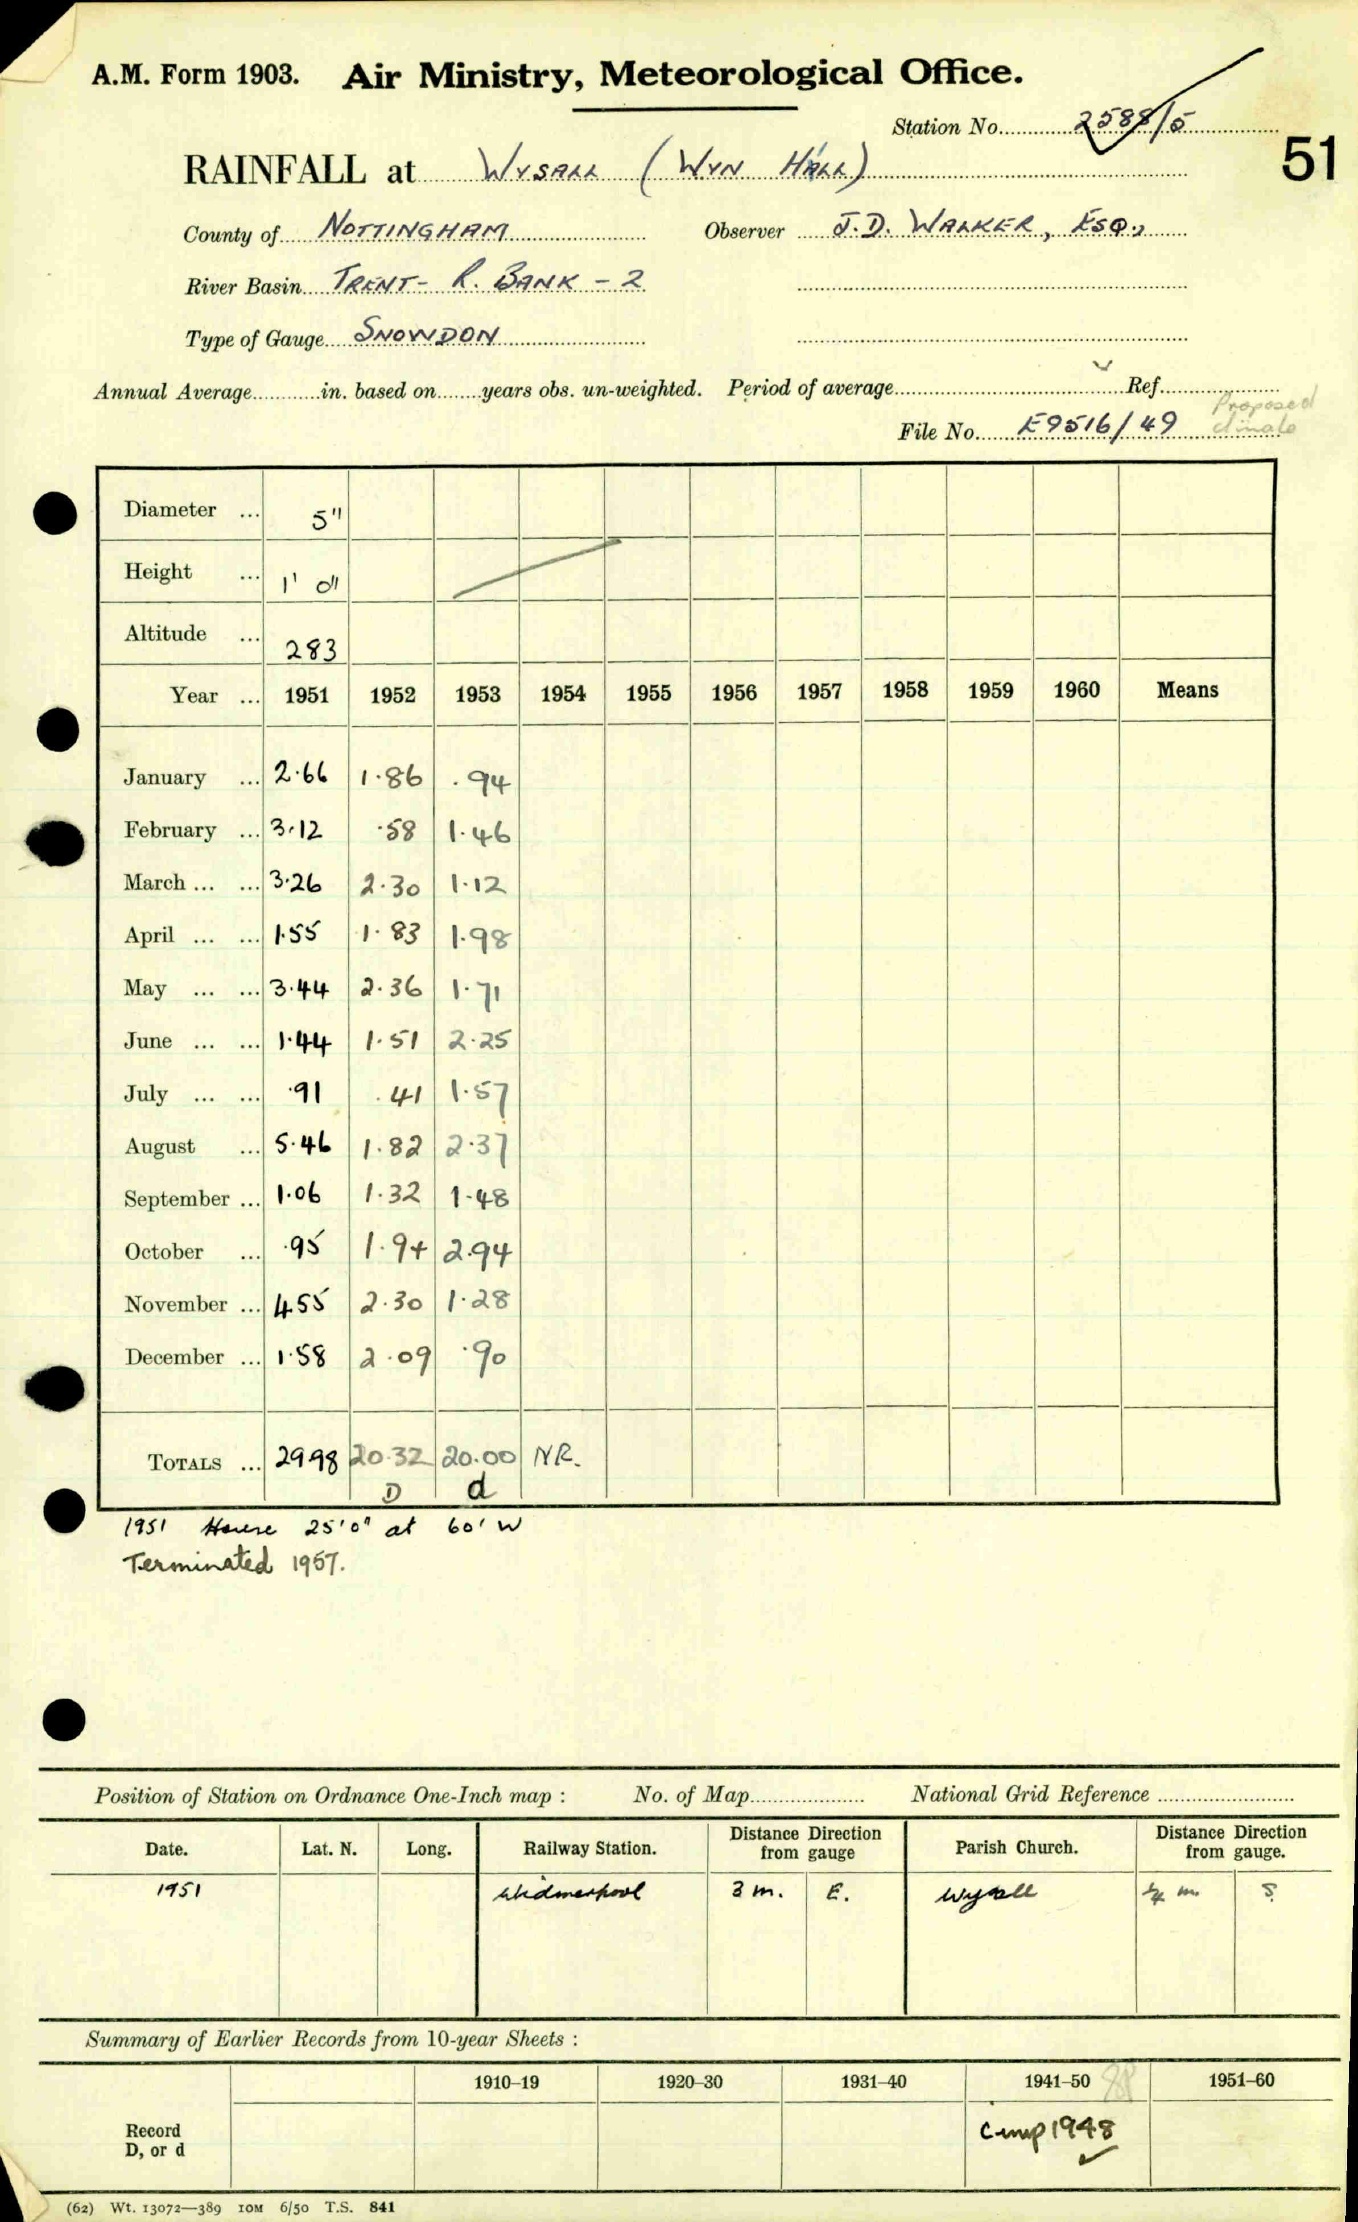 A.M. Form 1903. Air Ministry, Meteorological Office.
Station No. 2588/5
51
RAINFALL at WYSALL (WYN HALL)
County of NOTTINGHAM Observer J.D. WALKER, ESQ.,
River Basin TRENT- R. BANK - 2
Type of Gauge SNOWDON
Annual Average in. based on years obs. un-weighted. Period of average Ref.
File No. E9516/49 Proposed climate
Diameter ... 5"
Height ... 1' 0"
Altitude ... 283
Year ... 1951 1952 1953 1954 1955 1956 1957 1958 1959 1960 Means
January ... 2.66 1.86 .94
February ... 3.12 .58 1.46
March ... ... 3.26 2.30 1.12
April ... ... 1.55 1.83 1.98
May ... ... 3.44 2.36 1.71
June ... ... 1.44 1.51 2.25
July ... ... .91 .41 1.57
August ... 5.46 1.82 2.37
September ... 1.06 1.32 1.48
October ... .95 1.94 2.94
November ... 4.55 2.30 1.28
December ... 1.58 2.09 .90
TOTALS ... 29.98 20.32 20.00 NR.
D d
1951 House 25'0" at 60' W
Terminated 1957.
Position of Station on Ordnance One-Inch map : No. of Map National Grid Reference
Date. Lat. N. Long. Railway Station. Distance Direction from gauge Parish Church. Distance Direction from gauge.
1951 Widmerpool 3 m. E. Wysall 1/4 m. S.
Summary of Earlier Records from 10-year Sheets :
1910–19 1920–30 1931–40 1941–50 1951–60
Record
D, or d
Cmp 1948
(62) Wt. 13072—389 10M 6/50 T.S. 841